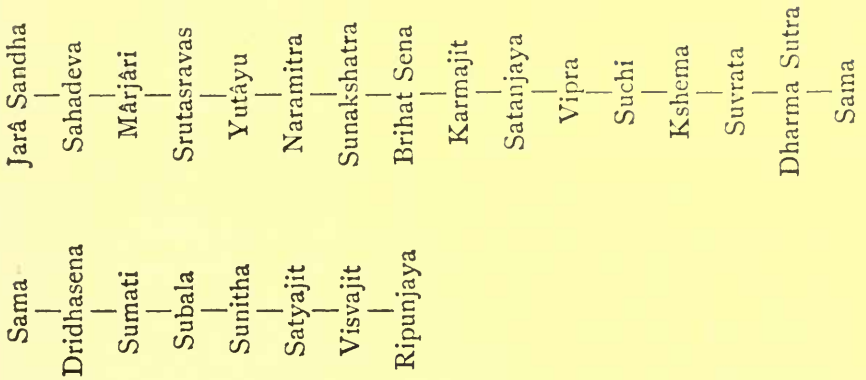 Jarâ Sandha
Sahadeva
Mârjâri
Srutasravas
Yutâyu
Naramitra
Sunakshatra
Brihat Sena
Karmajit
Satanjaya
Vipra
Suchi
Kshema
Suvrata
Dharma Sutra
Sama
Sama
Dridhasena
Sumati
Subala
Sunitha
Satyajit
Visvajit
Ripunjaya